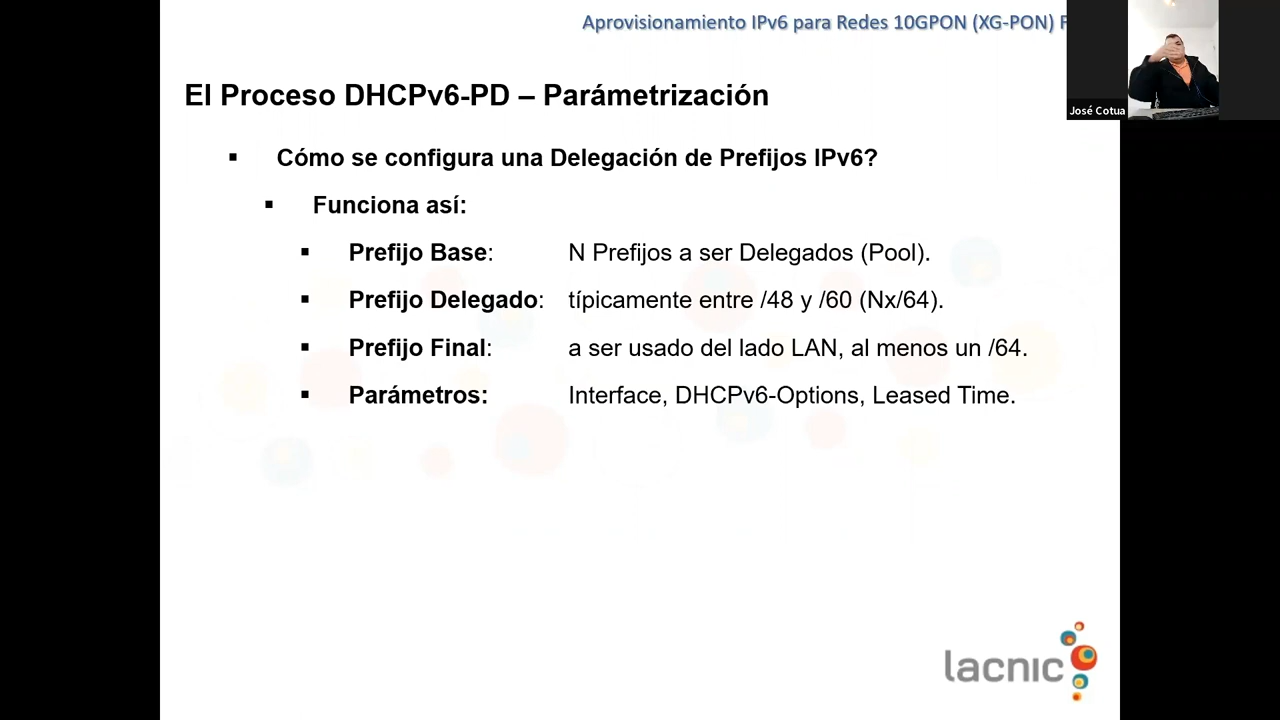 Aprovisionamiento IPv6 para Redes 10GPON (XG-PON)
José Cotua
El Proceso DHCPv6-PD – Parámetrización
▪ Cómo se configura una Delegación de Prefijos IPv6?
▪ Funciona así:
▪ Prefijo Base: N Prefijos a ser Delegados (Pool).
▪ Prefijo Delegado: típicamente entre /48 y /60 (Nx/64).
▪ Prefijo Final: a ser usado del lado LAN, al menos un /64.
▪ Parámetros: Interface, DHCPv6-Options, Leased Time.
lacnic